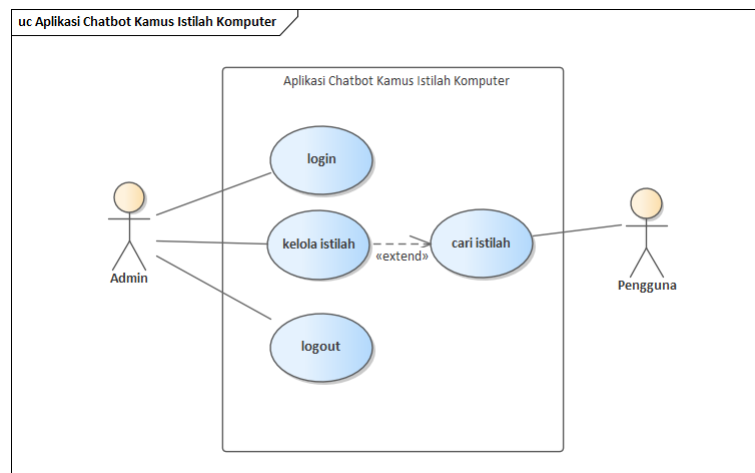 uc Aplikasi Chatbot Kamus Istilah Komputer
Aplikasi Chatbot Kamus Istilah Komputer
login
kelola istilah
«extend»
cari istilah
logout
Admin
Pengguna